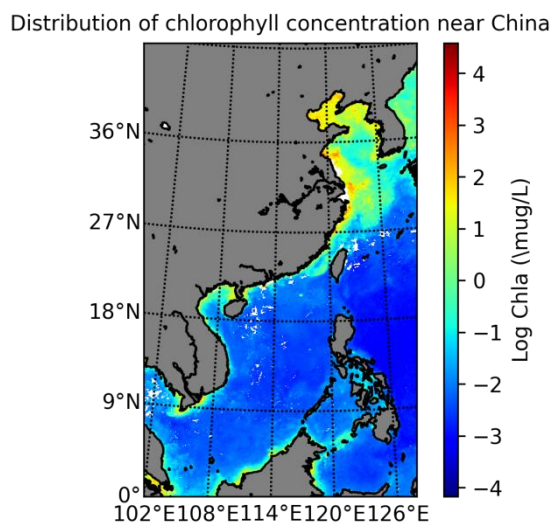 Distribution of chlorophyll concentration near China
36°N
27°N
18°N
9°N
0°
102°E108°E114°E120°E126°E
4
3
2
1
0
−1
−2
−3
−4
Log Chla (\mug/L)